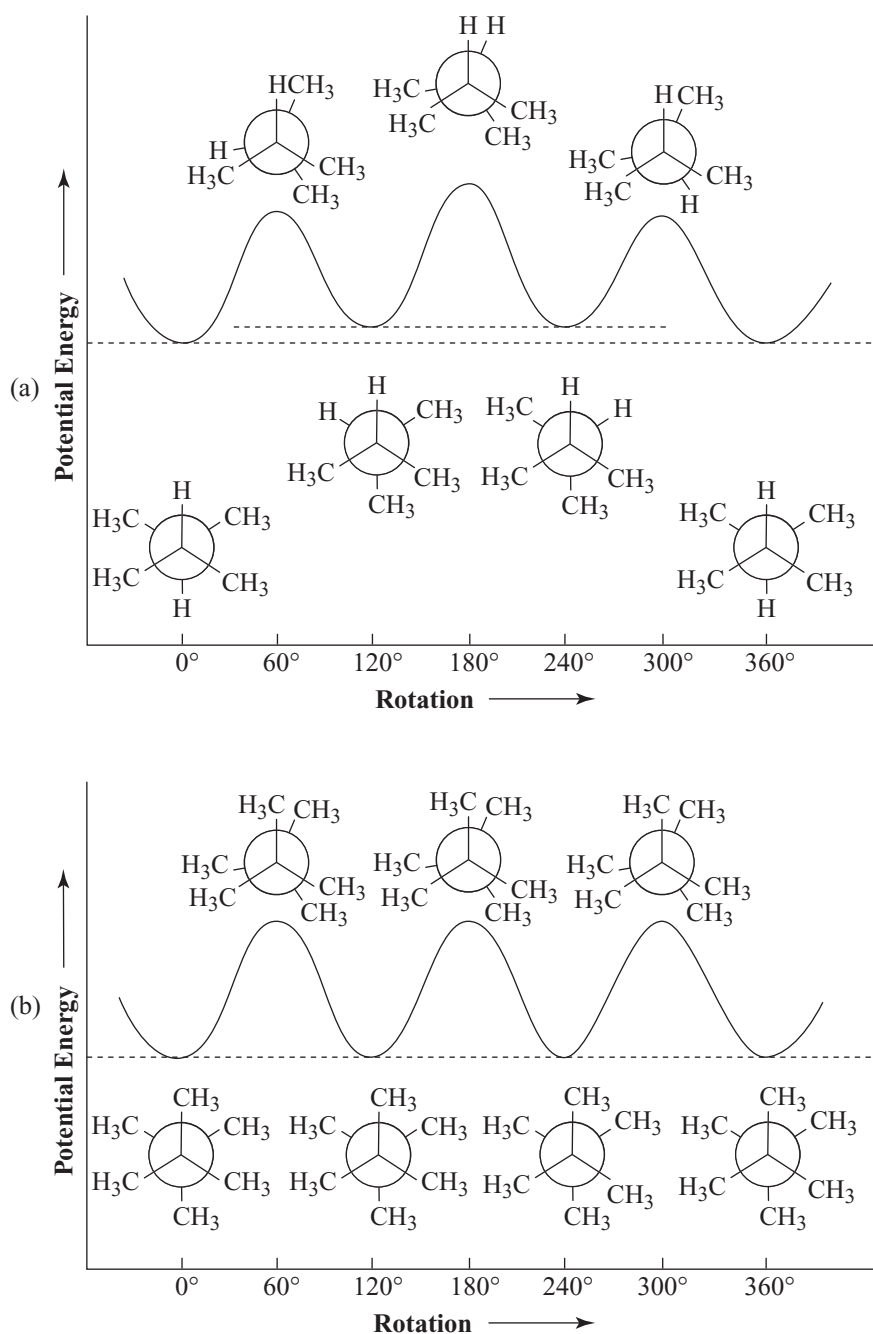 H H
H₃C
CH₃
H₃C
CH₃
HCH₃
H
H₃C
CH₃
CH₃
H CH₃
H₃C
H₃C
CH₃
H
(a)
Potential Energy
H
H
CH₃
H₃C
CH₃
CH₃
H
H₃C
H
H₃C
CH₃
CH₃
H
H₃C
CH₃
H₃C
CH₃
H
H
H₃C
CH₃
H₃C
CH₃
H
0° 60° 120° 180° 240° 300° 360°
Rotation
H₃C CH₃
H₃C
H₃C
CH₃
CH₃
H₃C CH₃
H₃C
H₃C
CH₃
CH₃
H₃C CH₃
H₃C
H₃C
CH₃
CH₃
(b)
Potential Energy
CH₃
H₃C
CH₃
H₃C
CH₃
CH₃
CH₃
H₃C
CH₃
H₃C
CH₃
CH₃
CH₃
H₃C
CH₃
H₃C
CH₃
CH₃
CH₃
H₃C
CH₃
H₃C
CH₃
CH₃
0° 60° 120° 180° 240° 300° 360°
Rotation